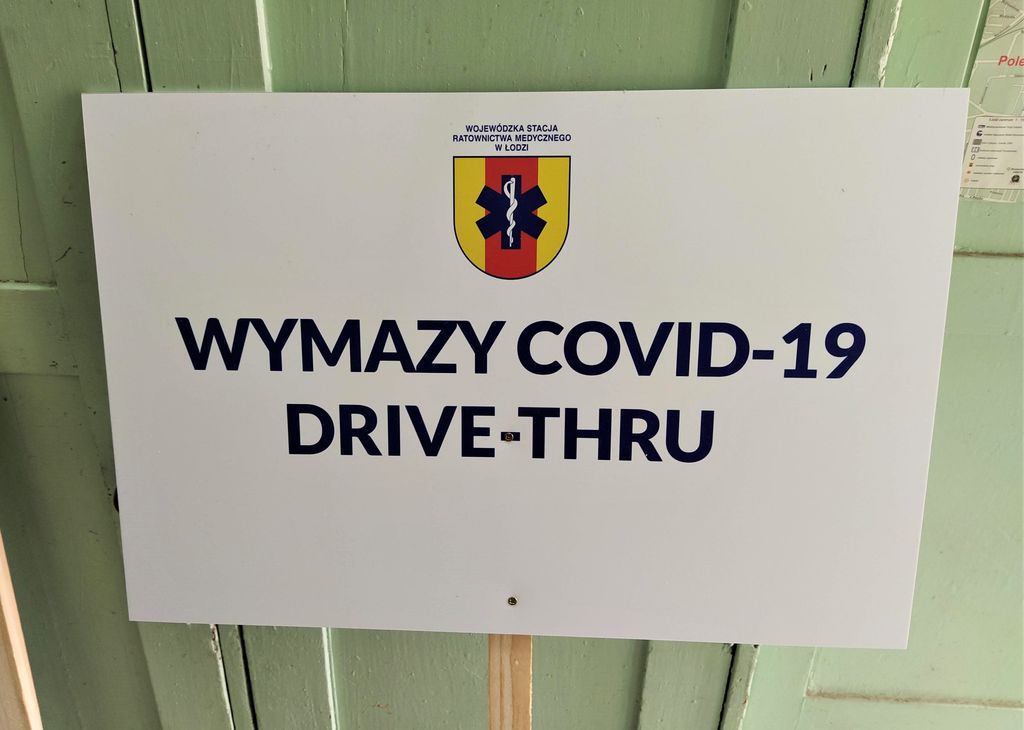 WOJEWÓDZKA STACJA
RATOWNICTWA MEDYCZNEGO
W ŁODZI
WYMAZY COVID-19
DRIVE-THRU